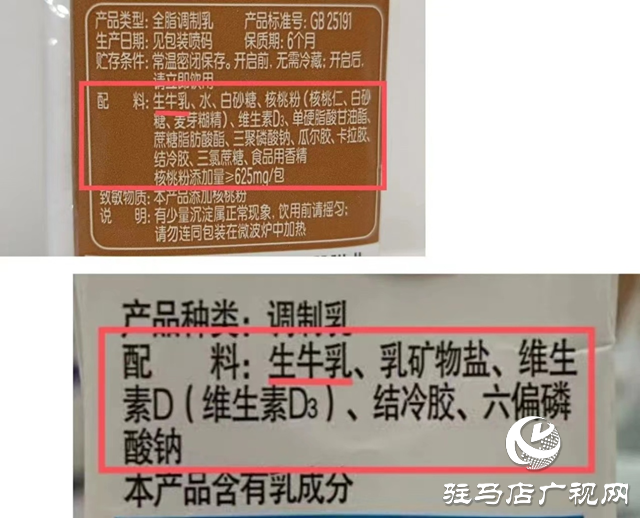 产品类型：全脂调制乳 产品标准号：GB 25191
生产日期：见包装喷码 保质期：6个月
贮存条件：常温密闭保存。开启前，无需冷藏；开启后，
请立即饮用
配 料：生牛乳、水、白砂糖、核桃粉（核桃仁、白砂
糖、麦芽糊精）、维生素D3、单硬脂酸甘油酯、
蔗糖脂肪酸酯、三聚磷酸钠、瓜尔胶、卡拉胶、
结冷胶、三氯蔗糖、食品用香精
核桃粉添加量≥625mg/包
致敏物质：本产品添加核桃粉
说 明：有少量沉淀属正常现象，饮用前请摇匀；
请勿连同包装在微波炉中加热
产品种类：调制乳
配 料：生牛乳、乳矿物盐、维生
素D（维生素D3）、结冷胶、六偏磷
酸钠
本产品含有乳成分
驻马店广视网